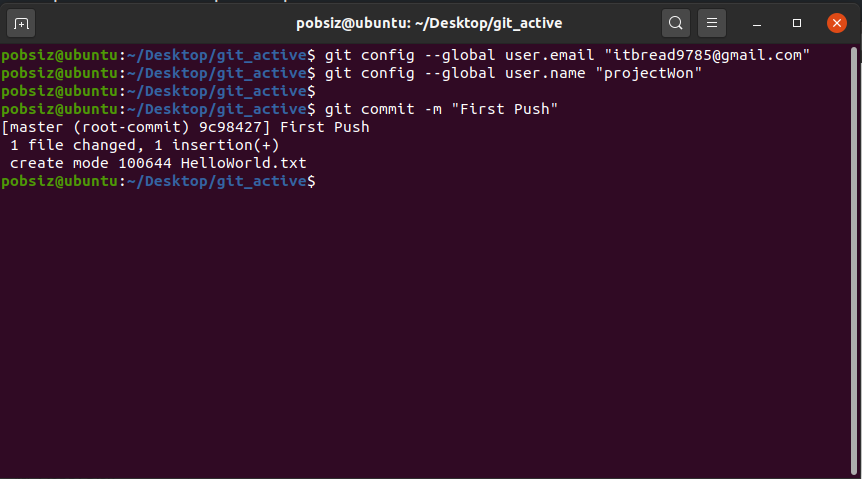 pobsiz@ubuntu: ~/Desktop/git_active
pobsiz@ubuntu:~/Desktop/git_active$ git config --global user.email "itbread9785@gmail.com"
pobsiz@ubuntu:~/Desktop/git_active$ git config --global user.name "projectWon"
pobsiz@ubuntu:~/Desktop/git_active$
pobsiz@ubuntu:~/Desktop/git_active$ git commit -m "First Push"
[master (root-commit) 9c98427] First Push
 1 file changed, 1 insertion(+)
 create mode 100644 HelloWorld.txt
pobsiz@ubuntu:~/Desktop/git_active$